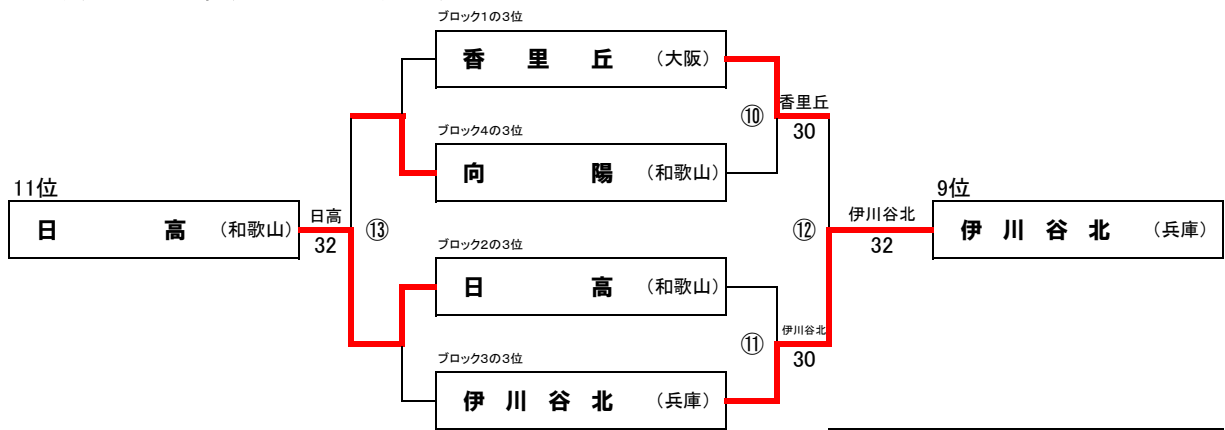 ブロック1の3位
香里丘 (大阪)
⑩
香里丘
30
ブロック4の3位
向陽 (和歌山)
11位
日高 (和歌山)
日高
32
⑬
⑫
伊川谷北
32
9位
伊川谷北 (兵庫)
ブロック2の3位
日高 (和歌山)
⑪
伊川谷北
30
ブロック3の3位
伊川谷北 (兵庫)